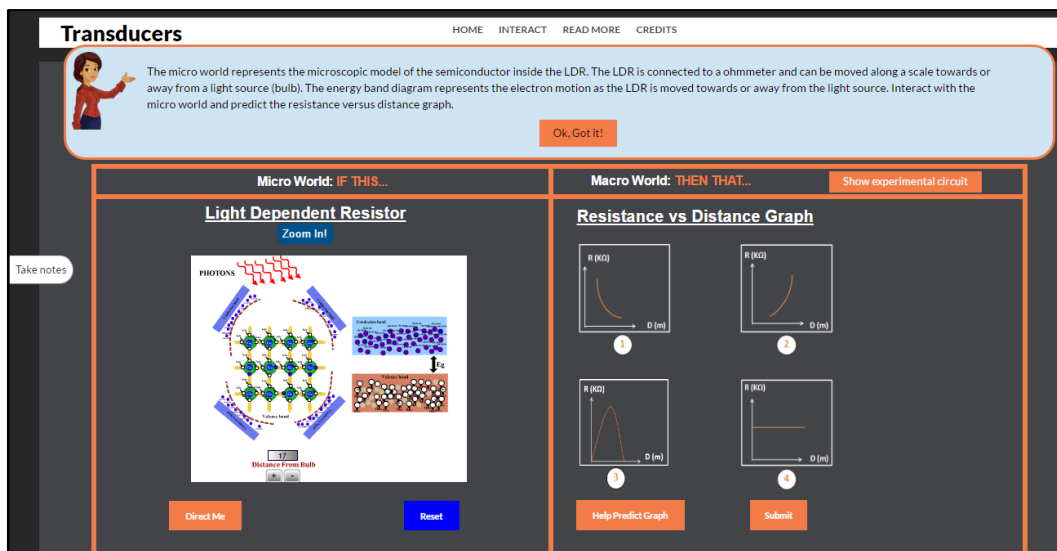 Transducers
HOME INTERACT READ MORE CREDITS
The micro world represents the microscopic model of the semiconductor inside the LDR. The LDR is connected to a ohmmeter and can be moved along a scale towards or
away from a light source (bulb). The energy band diagram represents the electron motion as the LDR is moved towards or away from the light source. Interact with the
micro world and predict the resistance versus distance graph.
Ok, Got it!
Micro World: IF THIS...
Macro World: THEN THAT...
Show experimental circuit
Light Dependent Resistor
Zoom In!
Take notes
PHOTONS
Conduction band
Eg
Valence band
Valence band
17
Distance From Bulb
+ -
Direct Me
Reset
Resistance vs Distance Graph
R (KΩ)
D (m)
1
R (KΩ)
D (m)
2
R (KΩ)
D (m)
3
R (KΩ)
D (m)
4
Help Predict Graph
Submit